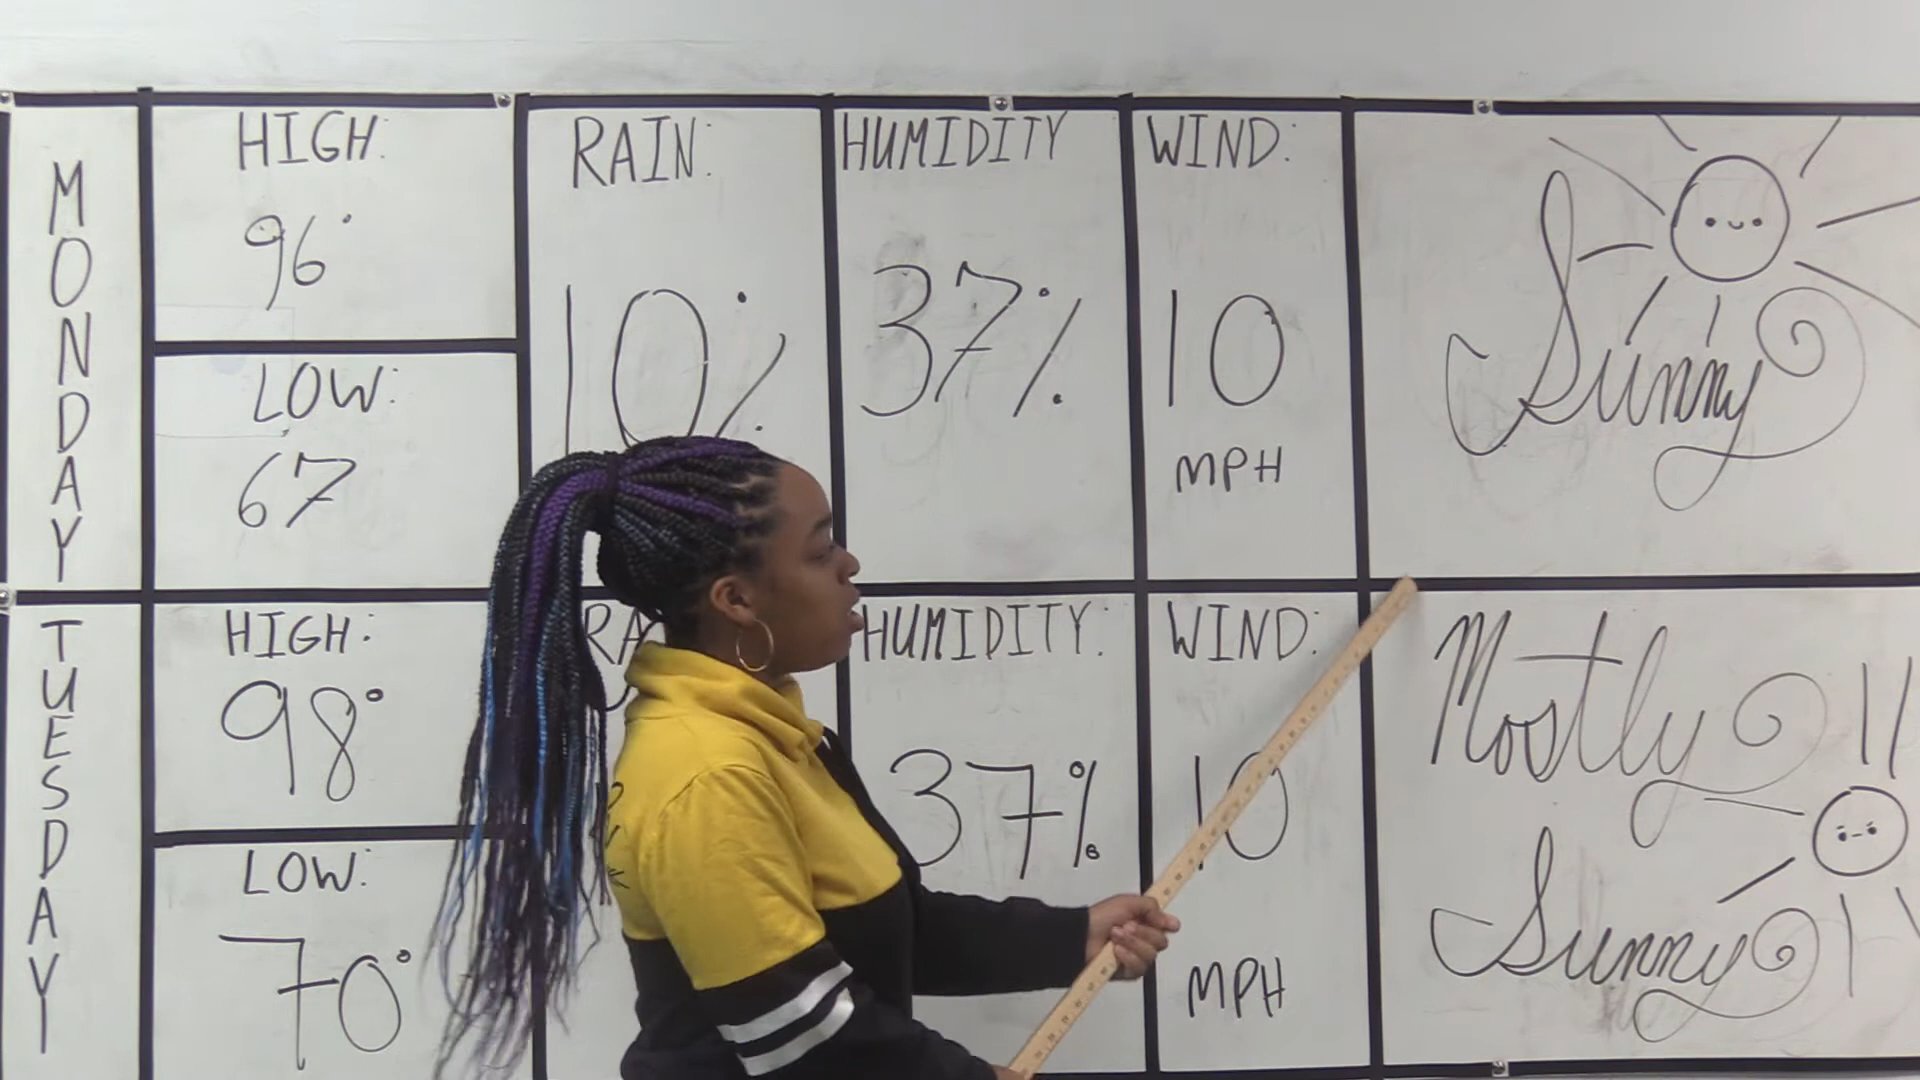 MONDAY
HIGH:
96°
LOW:
67
RAIN:
10%
HUMIDITY
37%
WIND:
10
MPH
Sunny
TUESDAY
HIGH:
98°
LOW:
70°
RA
HUMIDITY:
37%
WIND:
10
MPH
Mostly
Sunny